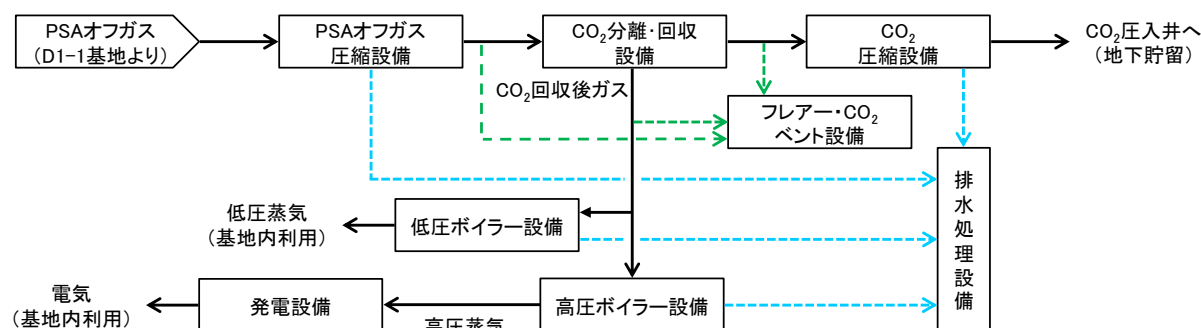 PSAオフガス
(D1-1基地より)
PSAオフガス
圧縮設備
CO₂分離・回収
設備
CO₂
圧縮設備
CO₂圧入井へ
(地下貯留)
CO₂回収後ガス
フレアー・CO₂
ベント設備
排水処理設備
低圧蒸気
(基地内利用)
低圧ボイラー設備
電気
(基地内利用)
発電設備
高圧蒸気
高圧ボイラー設備